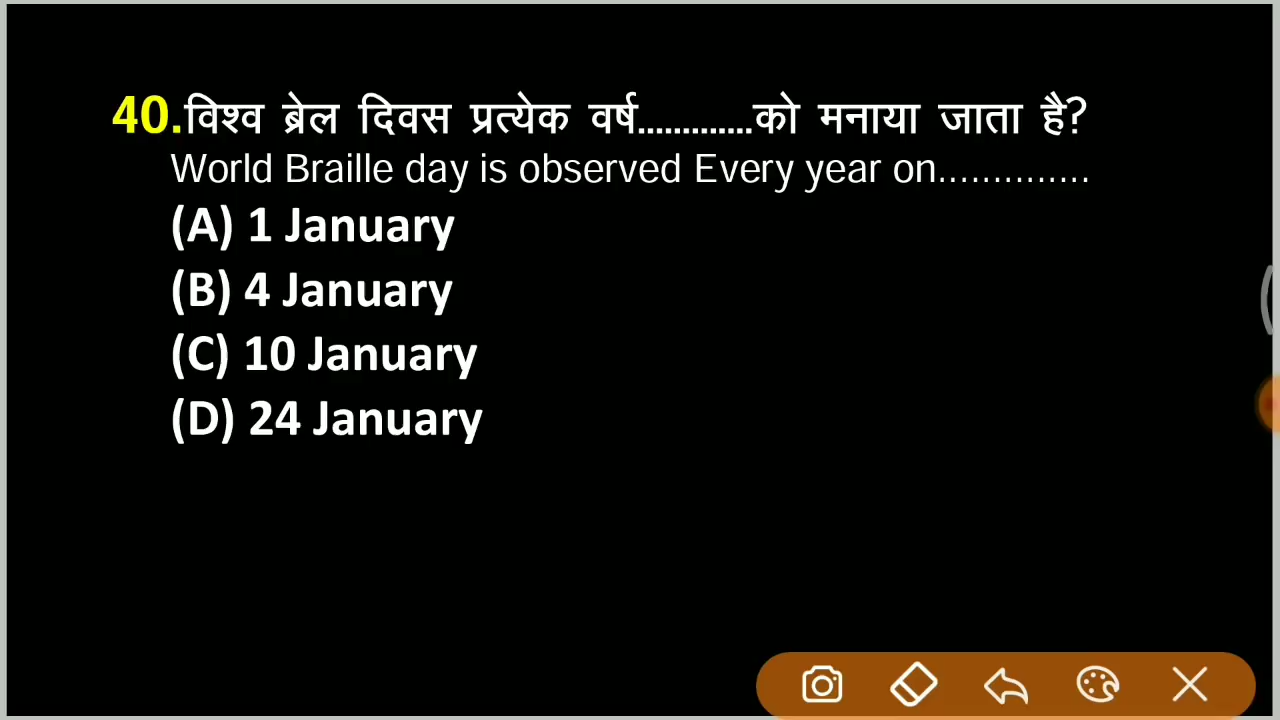 40.विश्व ब्रेल दिवस प्रत्येक वर्ष.............को मनाया जाता है?
World Braille day is observed Every year on..............
(A) 1 January
(B) 4 January
(C) 10 January
(D) 24 January